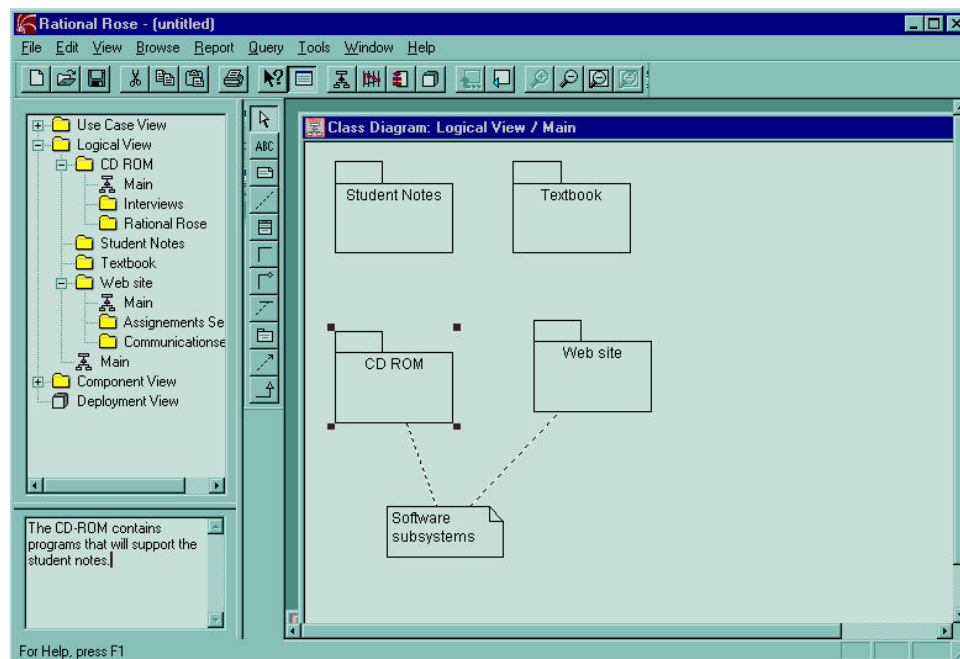 Rational Rose - (untitled)
File Edit View Browse Report Query Tools Window Help
Use Case View
Logical View
CD ROM
Main
Interviews
Rational Rose
Student Notes
Textbook
Web site
Main
Assignements Se
Communicationse
Main
Component View
Deployment View
The CD-ROM contains
programs that will support the
student notes.
ABC
Class Diagram: Logical View / Main
Student Notes
Textbook
CD ROM
Web site
Software
subsystems
For Help, press F1